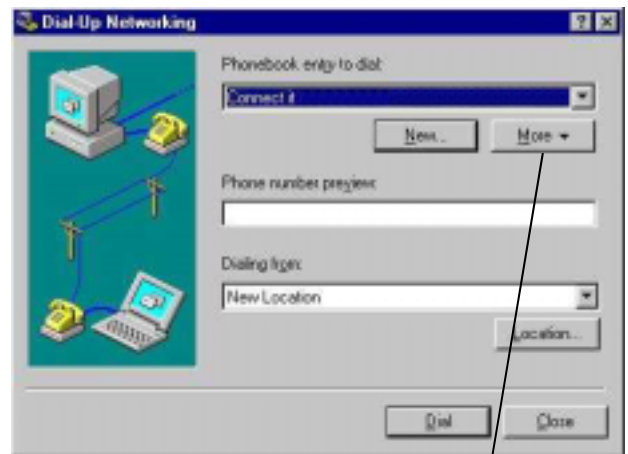 Dial-Up Networking
Phonebook entry to dial:
Connect it
New...
More
Phone number preview:
Dialing from:
New Location
Location...
Dial
Close